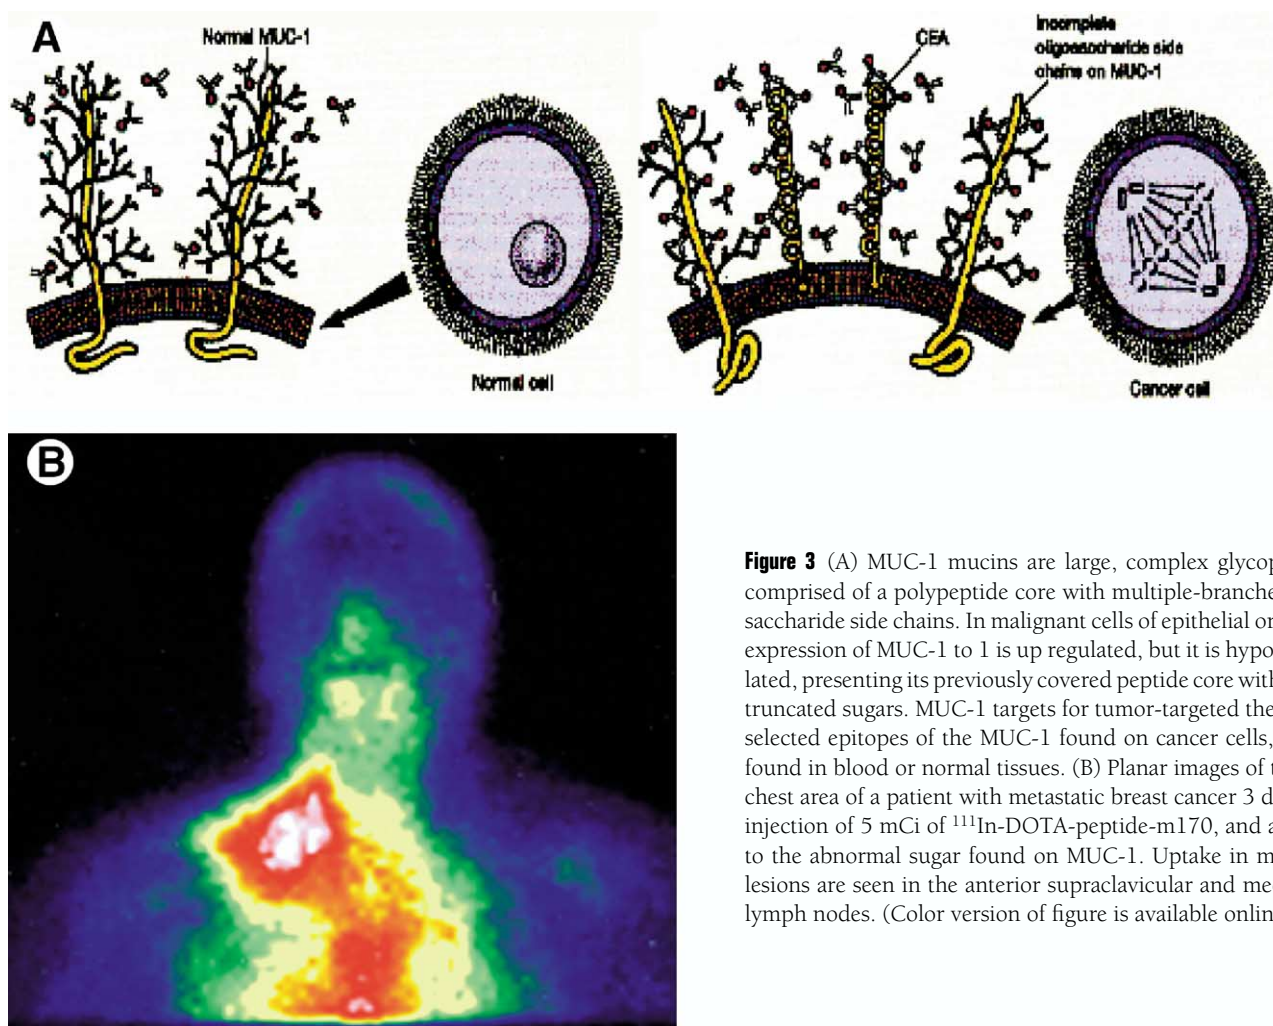 A
Normal MUC-1
CEA
Incomplete
oligosaccharide side
chains on MUC-1
Normal cell
Cancer cell
B
Figure 3 (A) MUC-1 mucins are large, complex glycop
comprised of a polypeptide core with multiple-branche
saccharide side chains. In malignant cells of epithelial or
expression of MUC-1 to 1 is up regulated, but it is hypo
lated, presenting its previously covered peptide core with
truncated sugars. MUC-1 targets for tumor-targeted the
selected epitopes of the MUC-1 found on cancer cells,
found in blood or normal tissues. (B) Planar images of t
chest area of a patient with metastatic breast cancer 3 d
injection of 5 mCi of ¹¹¹In-DOTA-peptide-m170, and a
to the abnormal sugar found on MUC-1. Uptake in m
lesions are seen in the anterior supraclavicular and me
lymph nodes. (Color version of figure is available onlin